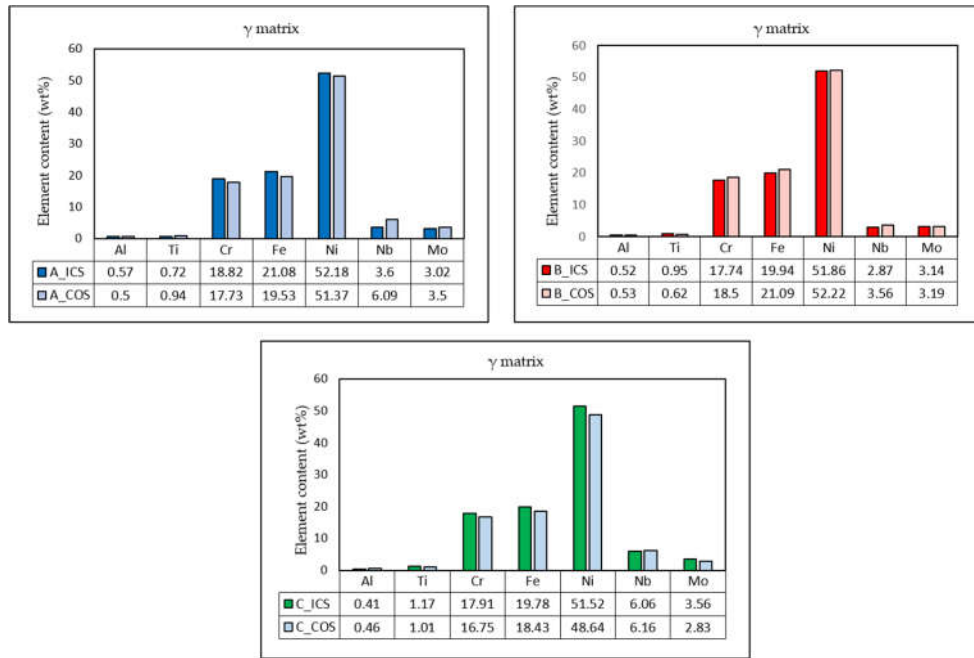 γ matrix
Element content (wt%)
60
50
40
30
20
10
0
Al Ti Cr Fe Ni Nb Mo
A_ICS 0.57 0.72 18.82 21.08 52.18 3.6 3.02
A_COS 0.5 0.94 17.73 19.53 51.37 6.09 3.5
γ matrix
Element content (wt%)
60
50
40
30
20
10
0
Al Ti Cr Fe Ni Nb Mo
B_ICS 0.52 0.95 17.74 19.94 51.86 2.87 3.14
B_COS 0.53 0.62 18.5 21.09 52.22 3.56 3.19
γ matrix
Element content (wt%)
60
50
40
30
20
10
0
Al Ti Cr Fe Ni Nb Mo
C_ICS 0.41 1.17 17.91 19.78 51.52 6.06 3.56
C_COS 0.46 1.01 16.75 18.43 48.64 6.16 2.83